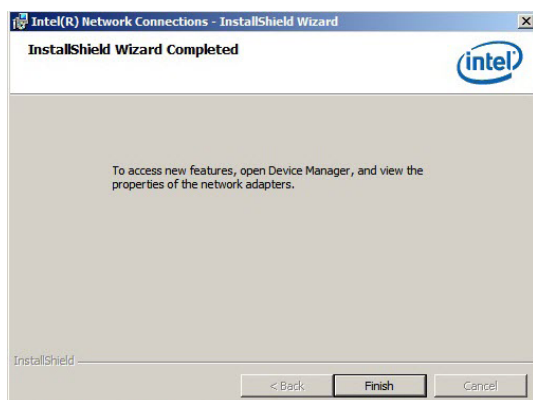 Intel(R) Network Connections - InstallShield Wizard
InstallShield Wizard Completed
intel
To access new features, open Device Manager, and view the
properties of the network adapters.
InstallShield
< Back
Finish
Cancel